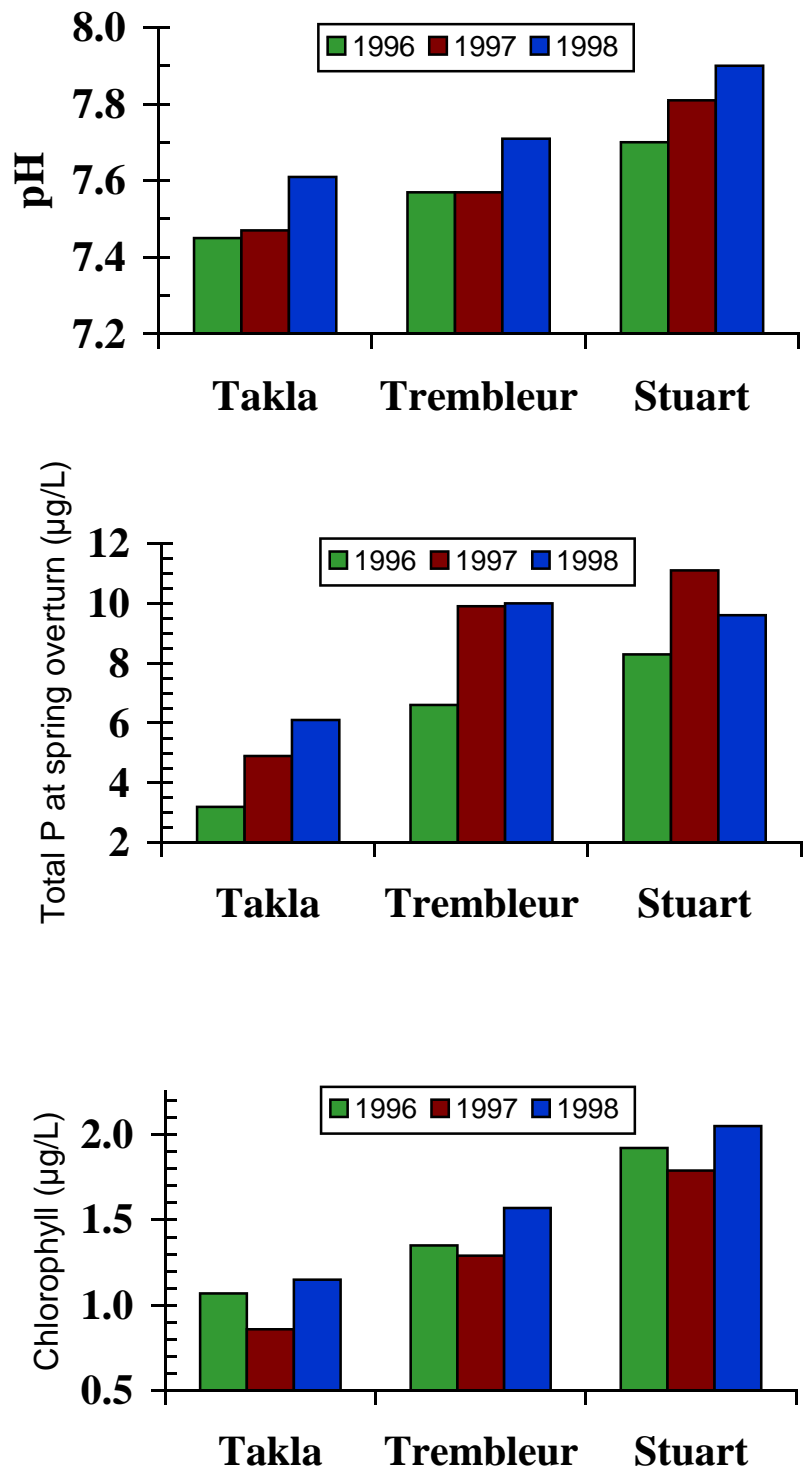 8.0
1996 1997 1998
7.8
7.6
7.4
7.2
pH
Takla Trembleur Stuart
12
1996 1997 1998
10
8
6
4
2
Total P at spring overturn (µg/L)
Takla Trembleur Stuart
1996 1997 1998
2.0
1.5
1.0
0.5
Chlorophyll (µg/L)
Takla Trembleur Stuart